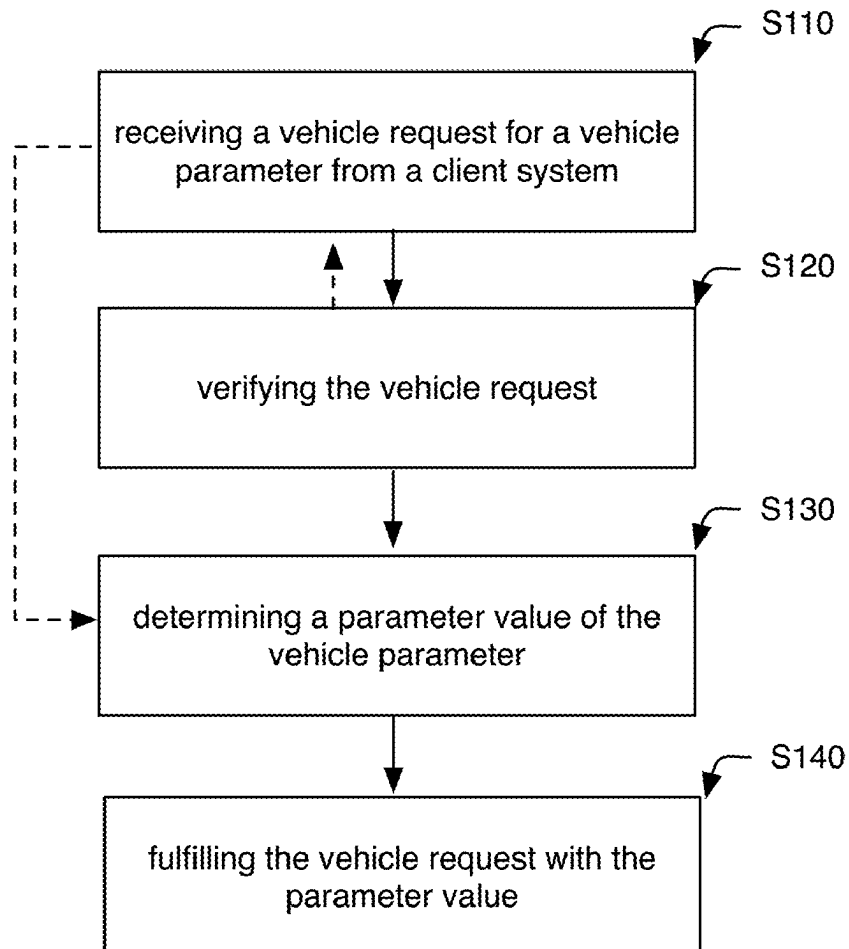 S110
receiving a vehicle request for a vehicle
parameter from a client system
S120
verifying the vehicle request
S130
determining a parameter value of the
vehicle parameter
S140
fulfilling the vehicle request with the
parameter value